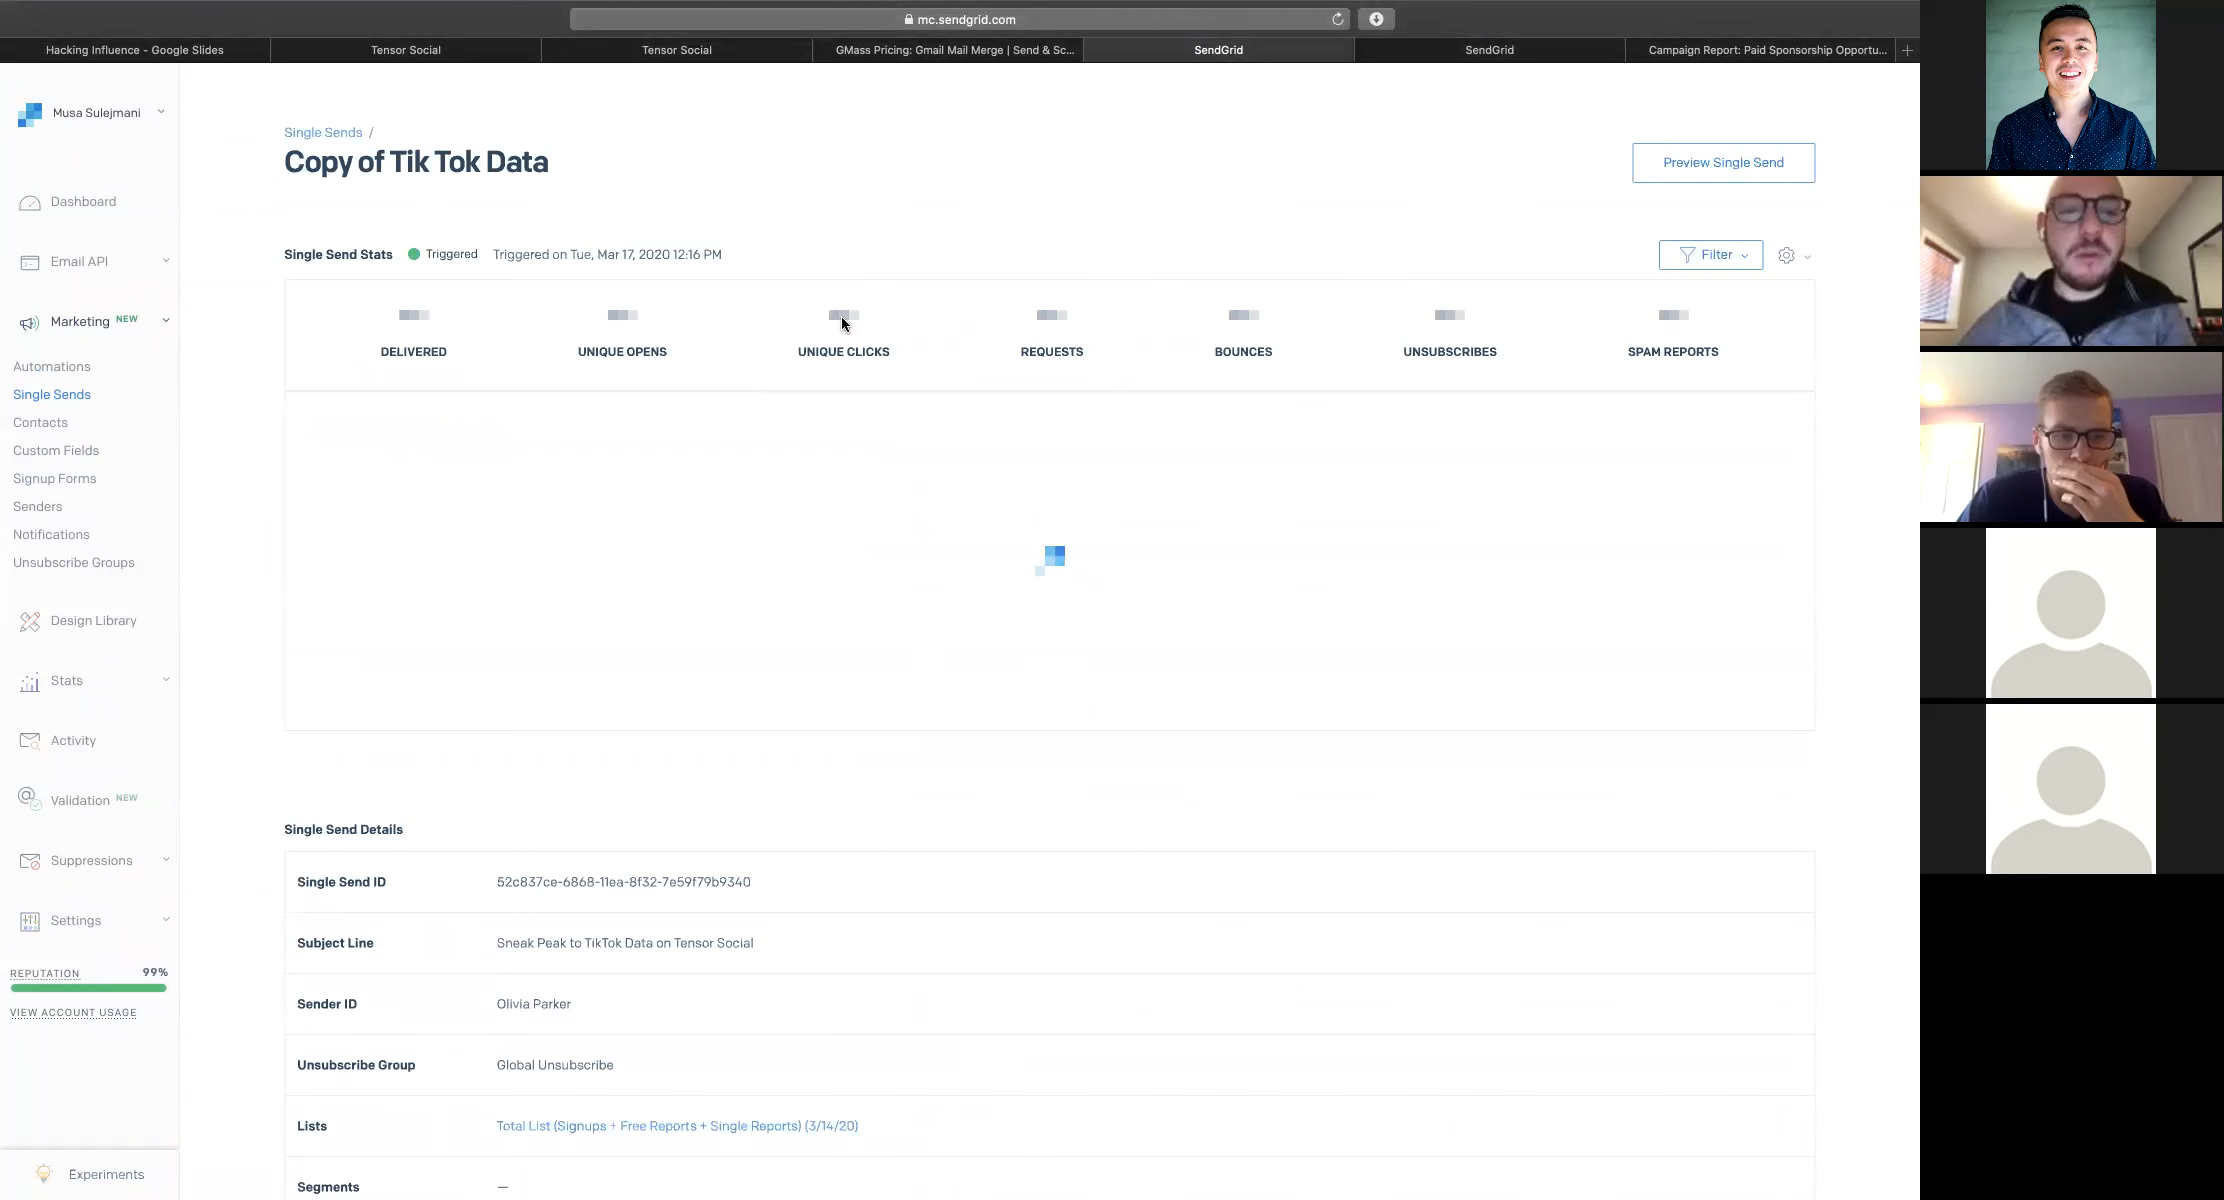 mc.sendgrid.com
Hacking Influence - Google Slides
Tensor Social
Tensor Social
GMass Pricing: Gmail Mail Merge | Send & Sc...
SendGrid
SendGrid
Campaign Report: Paid Sponsorship Opportu...
Musa Sulejmani
Dashboard
Email API
Marketing NEW
Automations
Single Sends
Contacts
Custom Fields
Signup Forms
Senders
Notifications
Unsubscribe Groups
Design Library
Stats
Activity
Validation NEW
Suppressions
Settings
REPUTATION 99%
VIEW ACCOUNT USAGE
Experiments
Single Sends /
Copy of Tik Tok Data
Preview Single Send
Single Send Stats Triggered Triggered on Tue, Mar 17, 2020 12:16 PM
Filter
DELIVERED
UNIQUE OPENS
UNIQUE CLICKS
REQUESTS
BOUNCES
UNSUBSCRIBES
SPAM REPORTS
Single Send Details
Single Send ID 52c837ce-6868-11ea-8f32-7e59f79b9340
Subject Line Sneak Peak to TikTok Data on Tensor Social
Sender ID Olivia Parker
Unsubscribe Group Global Unsubscribe
Lists Total List (Signups + Free Reports + Single Reports) (3/14/20)
Segments —